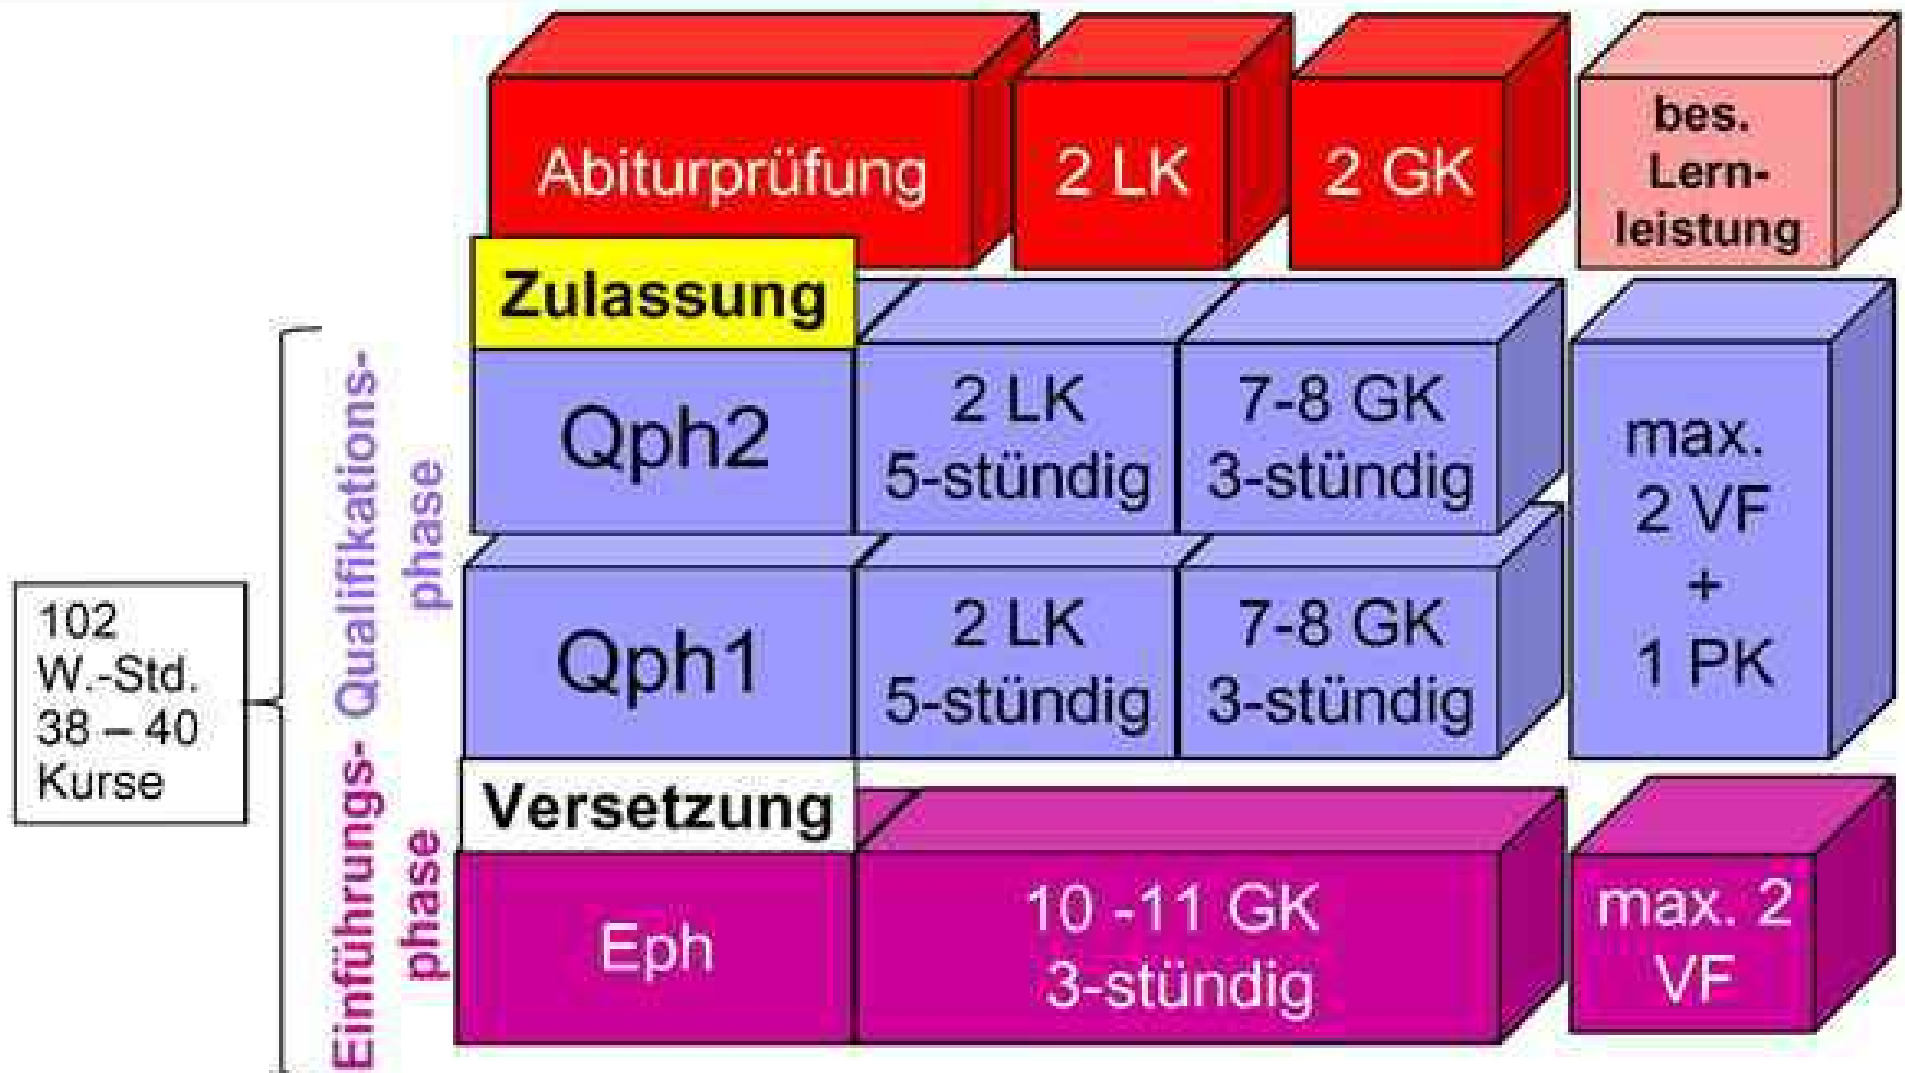 Abiturprüfung
2 LK
2 GK
bes.
Lern-
leistung
Zulassung
Qph2
2 LK
5-stündig
7-8 GK
3-stündig
max.
2 VF
+
1 PK
Qph1
2 LK
5-stündig
7-8 GK
3-stündig
Versetzung
Eph
10 -11 GK
3-stündig
max. 2
VF
Qualifikations-
phase
Einführungs-
phase
102
W.-Std.
38 – 40
Kurse